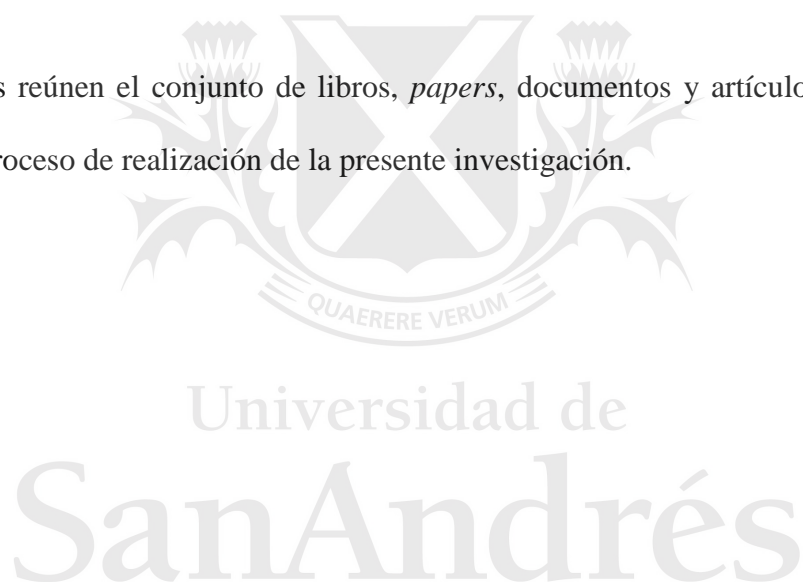 s reúnen el conjunto de libros, papers, documentos y artículo
roceso de realización de la presente investigación.
QUAERERE VERUM
Universidad de
SanAndrés